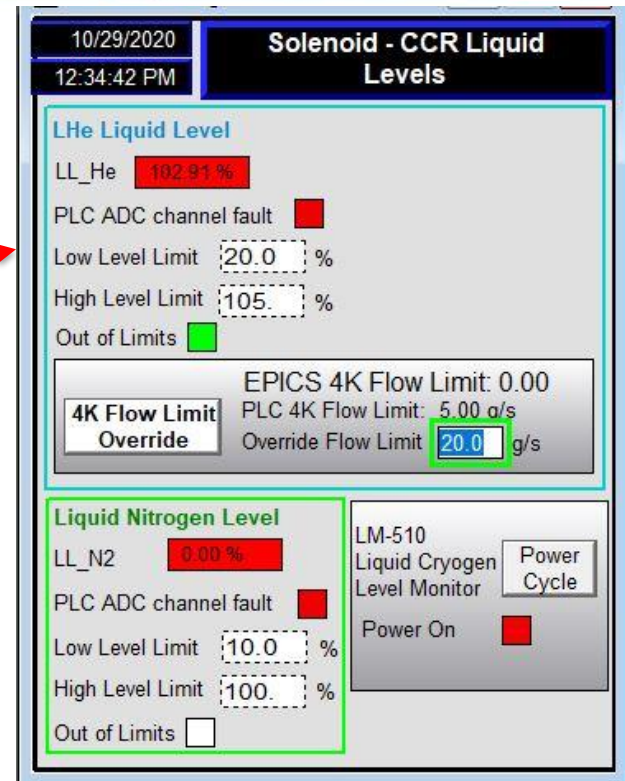 10/29/2020
12:34:42 PM
Solenoid - CCR Liquid
Levels
LHe Liquid Level
LL_He 102.91 %
PLC ADC channel fault
Low Level Limit 20.0 %
High Level Limit 105. %
Out of Limits
4K Flow Limit
Override
EPICS 4K Flow Limit: 0.00
PLC 4K Flow Limit: 5.00 g/s
Override Flow Limit 20.0 g/s
Liquid Nitrogen Level
LL_N2 0.00 %
PLC ADC channel fault
Low Level Limit 10.0 %
High Level Limit 100. %
Out of Limits
LM-510
Liquid Cryogen
Level Monitor
Power
Cycle
Power On